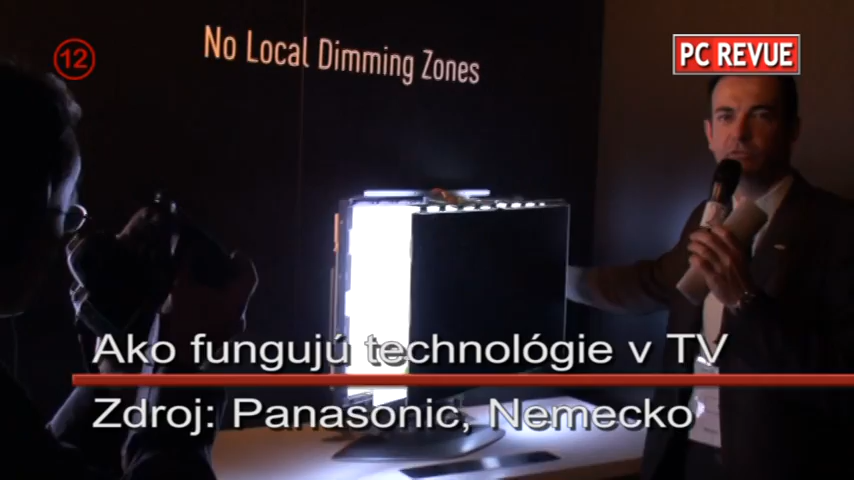 12
No Local Dimming Zones
PC REVUE
Ako fungujú technológie v TV
Zdroj: Panasonic, Nemecko